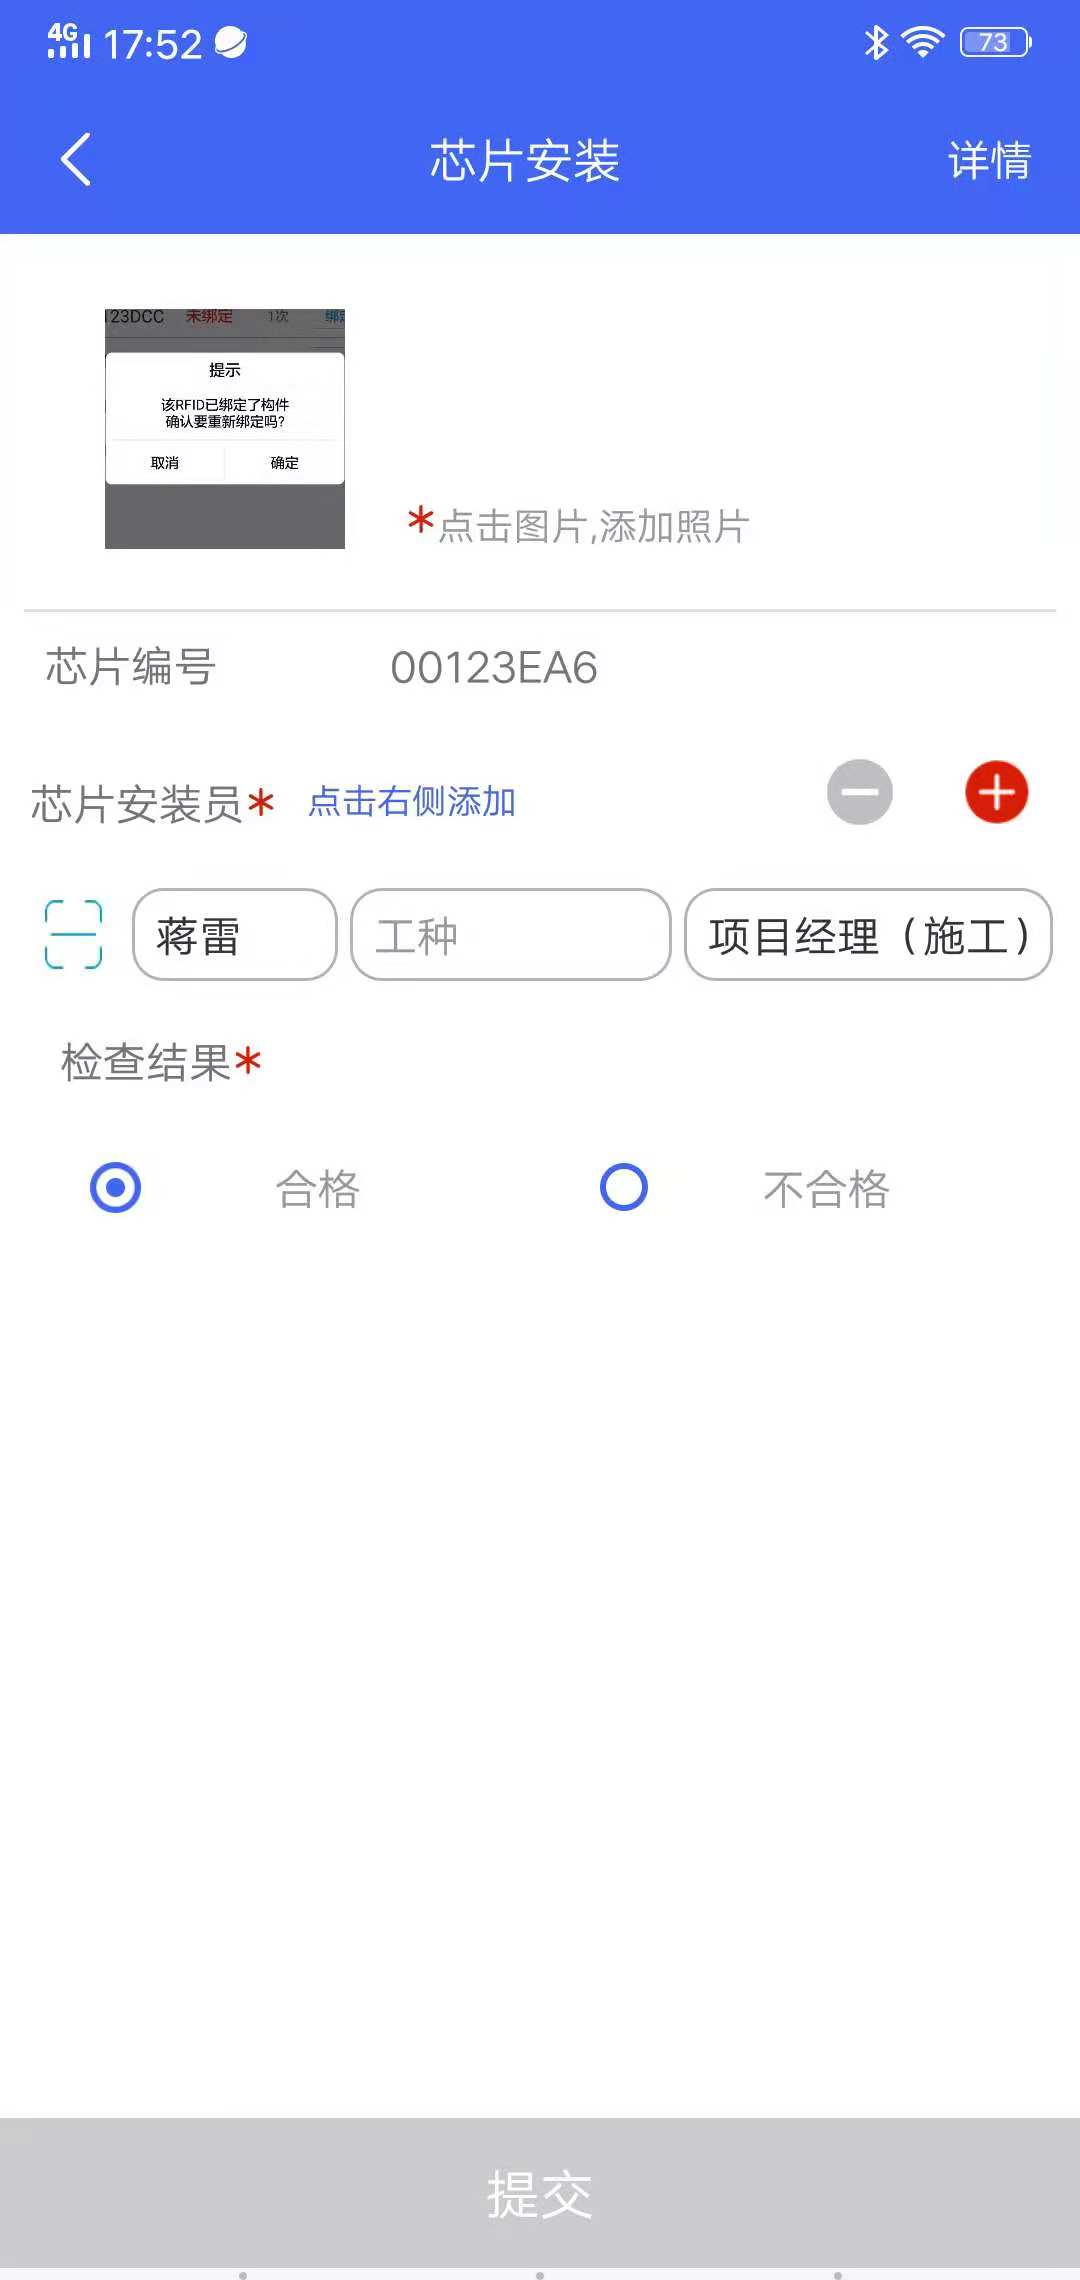 4G 17:52 73
芯片安装 详情
123DCC 未绑定 1次 绑定
提示
该RFID已绑定了构件
确认要重新绑定吗?
取消 确定
*点击图片,添加照片
芯片编号 00123EA6
芯片安装员* 点击右侧添加
蒋雷 工种 项目经理（施工）
检查结果*
合格 不合格
提交